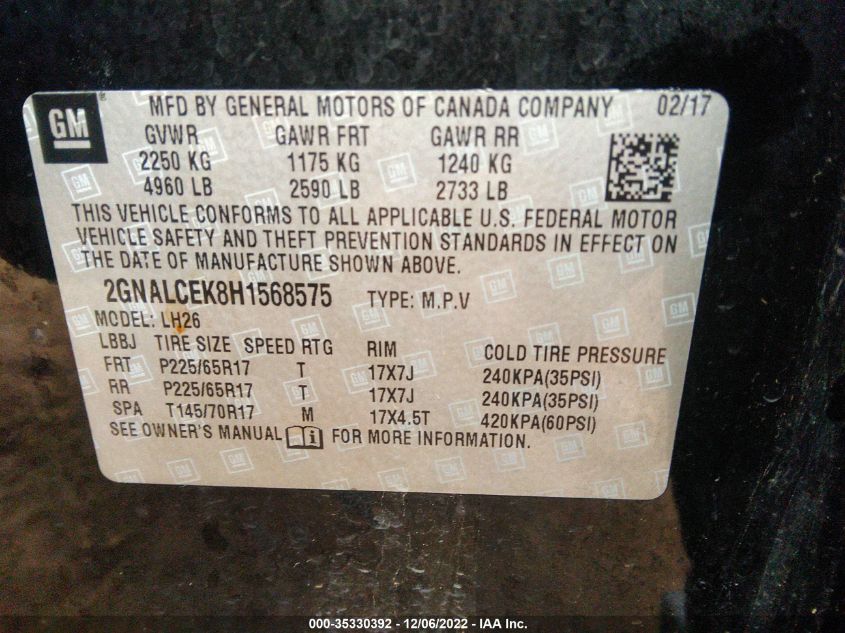 GM
MFD BY GENERAL MOTORS OF CANADA COMPANY 02/17
GVWR GAWR FRT GAWR RR
2250 KG 1175 KG 1240 KG
4960 LB 2590 LB 2733 LB
THIS VEHICLE CONFORMS TO ALL APPLICABLE U.S. FEDERAL MOTOR
VEHICLE SAFETY AND THEFT PREVENTION STANDARDS IN EFFECT ON
THE DATE OF MANUFACTURE SHOWN ABOVE.
2GNALCEK8H1568575 TYPE: M.P.V
MODEL: LH26
LBBJ TIRE SIZE SPEED RTG RIM COLD TIRE PRESSURE
FRT P225/65R17 T 17X7J 240KPA(35PSI)
RR P225/65R17 T 17X7J 240KPA(35PSI)
SPA T145/70R17 M 17X4.5T 420KPA(60PSI)
SEE OWNER'S MANUAL i FOR MORE INFORMATION.
000-35330392 - 12/06/2022 - IAA Inc.